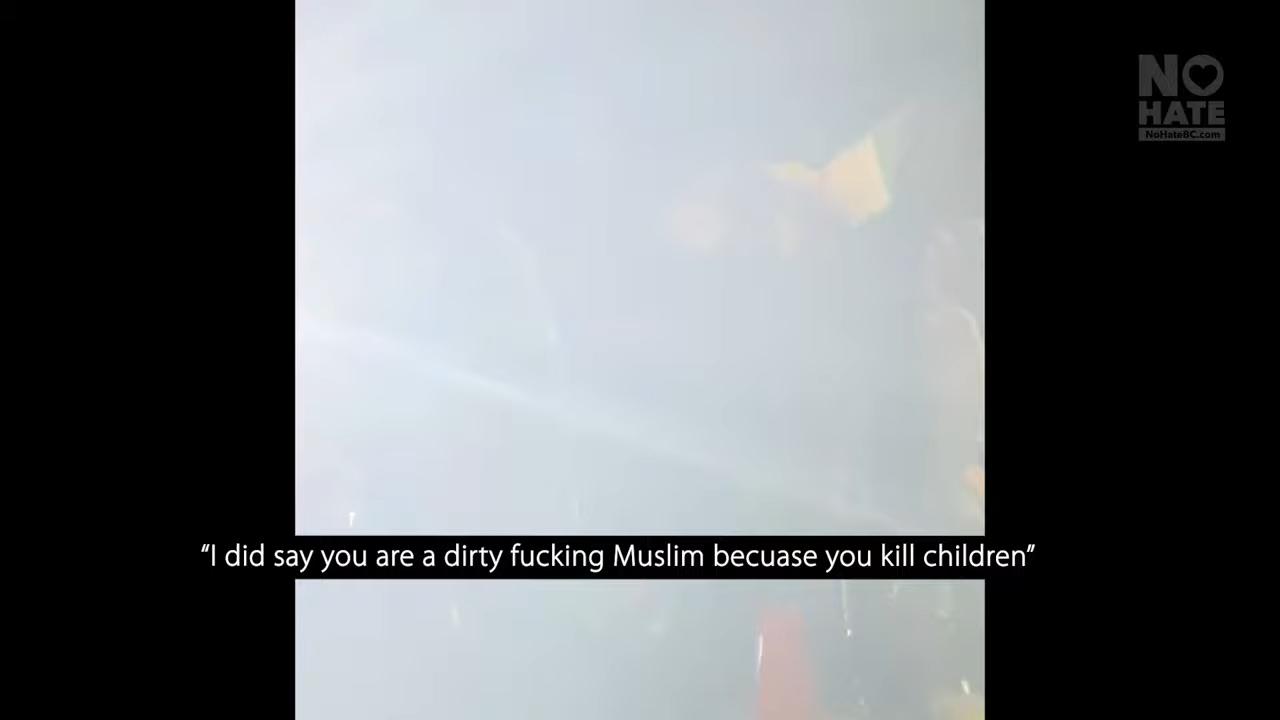 NO
HATE
NoHateBC.com
“I did say you are a dirty fucking Muslim becuase you kill children”